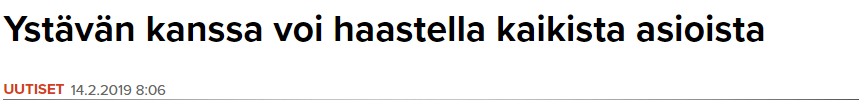 Ystävän kanssa voi haastella kaikista asioista
UUTISET 14.2.2019 8:06